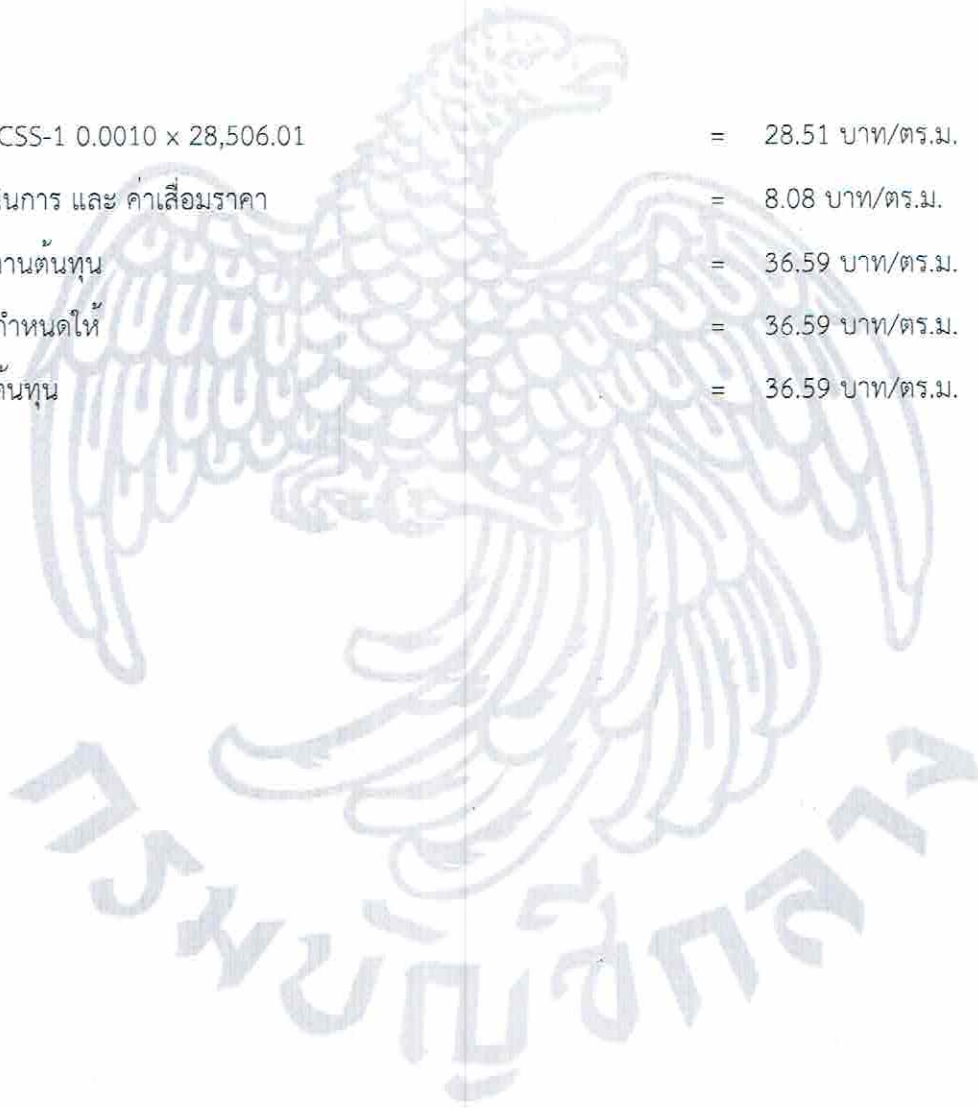 CSS-1 0.0010 x 28,506.01 = 28.51 บาท/ตร.ม.
นการ และ ค่าเสื่อมราคา = 8.08 บาท/ตร.ม.
านต้นทุน = 36.59 บาท/ตร.ม.
กำหนดให้ = 36.59 บาท/ตร.ม.
ต้นทุน = 36.59 บาท/ตร.ม.
กรมบัญชีกลาง